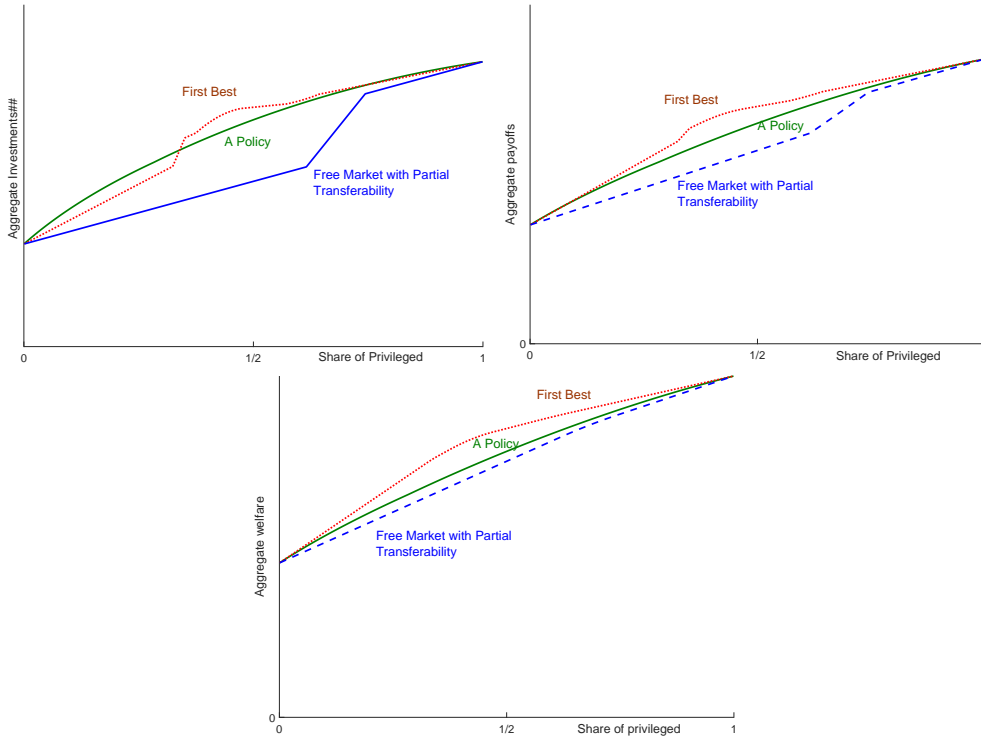 Aggregate Investments##
First Best
A Policy
Free Market with Partial
Transferability
0
1/2
Share of Privileged
1
Aggregate payoffs
First Best
A Policy
Free Market with Partial
Transferability
0
0
1/2
Share of Privileged
Aggregate welfare
First Best
A Policy
Free Market with Partial
Transferability
0
0
1/2
Share of privileged
1